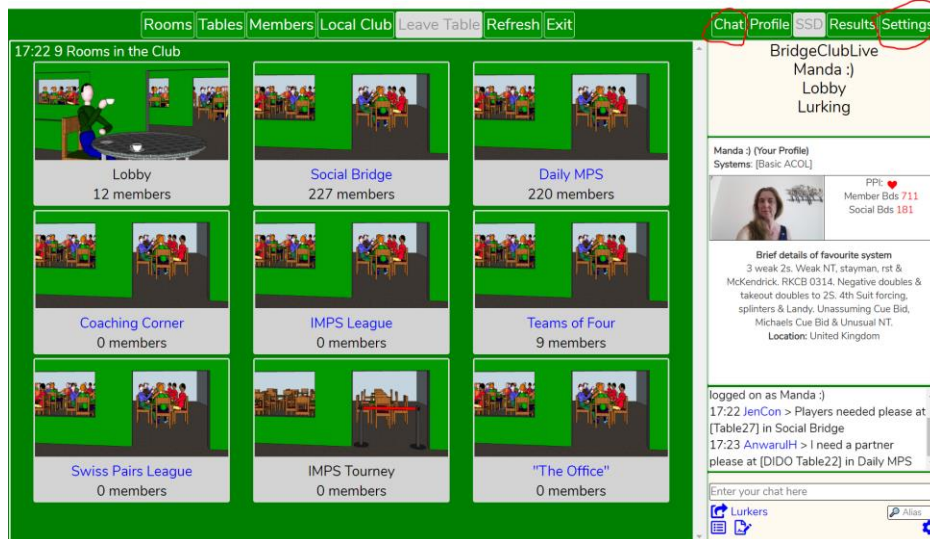 Rooms Tables Members Local Club Leave Table Refresh Exit
Chat Profile SSD Results Settings
17:22 9 Rooms in the Club
Lobby
12 members
Social Bridge
227 members
Daily MPS
220 members
Coaching Corner
0 members
IMPS League
0 members
Teams of Four
9 members
Swiss Pairs League
0 members
IMPS Tourney
0 members
"The Office"
0 members
BridgeClubLive
Manda :)
Lobby
Lurking
Manda :) (Your Profile)
Systems: [Basic ACOL]
PPI:
Member Bds 711
Social Bds 181
Brief details of favourite system
3 weak 2s. Weak NT, stayman, rst &
McKendrick. RKCB 0314. Negative doubles &
takeout doubles to 2S. 4th Suit forcing,
splinters & Landy. Unassuming Cue Bid,
Michaels Cue Bid & Unusual NT.
Location: United Kingdom
logged on as Manda :)
17:22 JenCon > Players needed please at
[Table27] in Social Bridge
17:23 AnwarulH > I need a partner
please at [DIDO Table22] in Daily MPS
Enter your chat here
Lurkers
Alias